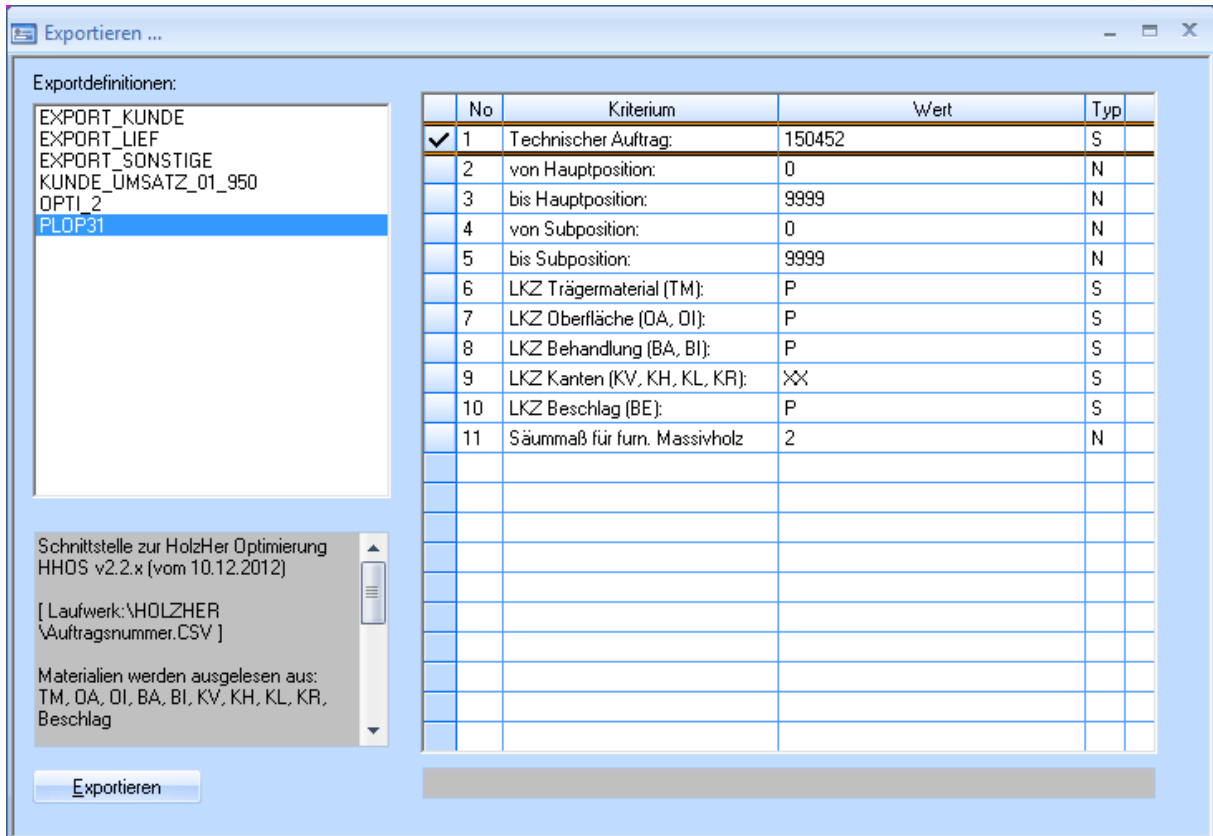 Exportieren ...
Exportdefinitionen:
EXPORT_KUNDE
EXPORT_LIEF
EXPORT_SONSTIGE
KUNDE_UMSATZ_01_950
OPTI_2
PLOP31
Schnittstelle zur HolzHer Optimierung
HHOS v2.2.x (vom 10.12.2012)
[ Laufwerk:\HOLZHER
\Auftragsnummer.CSV ]
Materialien werden ausgelesen aus:
TM, OA, OI, BA, BI, KV, KH, KL, KR,
Beschlag
Exportieren
No Kriterium Wert Typ
1 Technischer Auftrag: 150452 S
2 von Hauptposition: 0 N
3 bis Hauptposition: 9999 N
4 von Subposition: 0 N
5 bis Subposition: 9999 N
6 LKZ Trägermaterial (TM): P S
7 LKZ Oberfläche (OA, OI): P S
8 LKZ Behandlung (BA, BI): P S
9 LKZ Kanten (KV, KH, KL, KR): XX S
10 LKZ Beschlag (BE): P S
11 Säummaß für furn. Massivholz 2 N